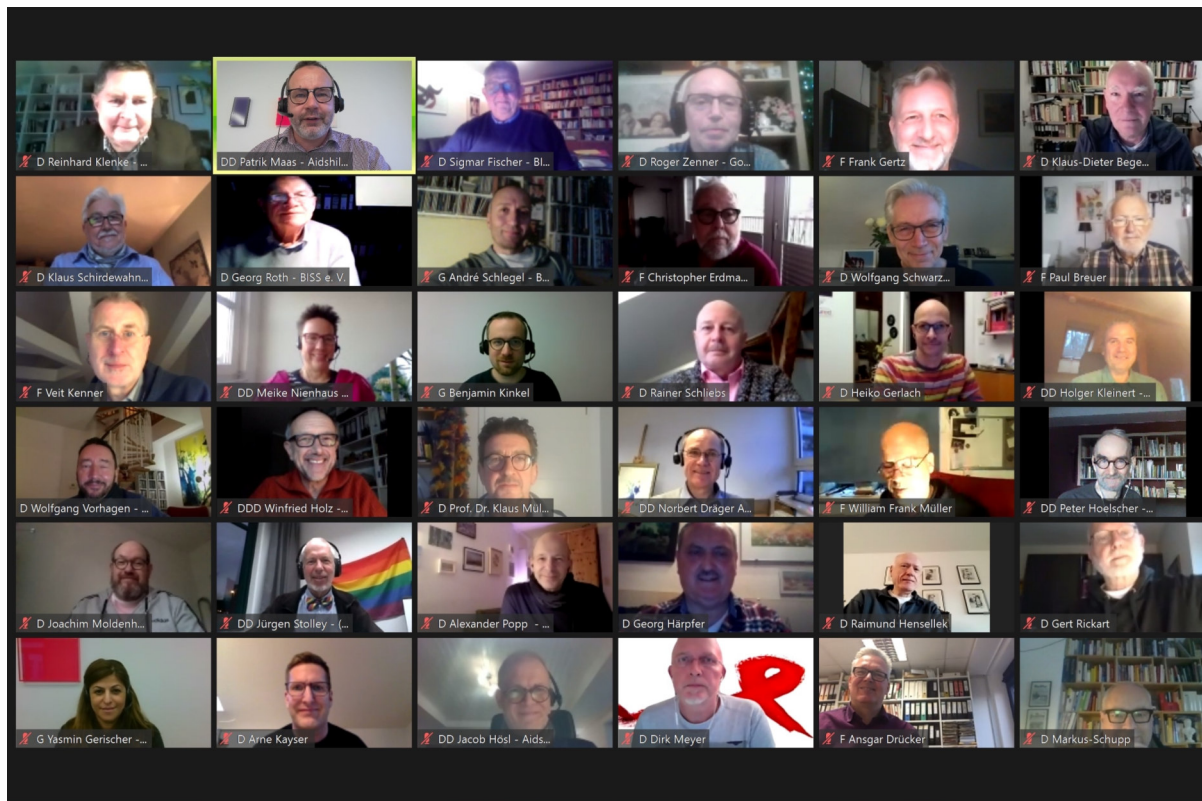 D Reinhard Klenke - ...
DD Patrik Maas - Aidshil...
D Sigmar Fischer - BI...
D Roger Zenner - Go...
F Frank Gertz
D Klaus-Dieter Bege...
D Klaus Schirdewahn...
D Georg Roth - BISS e. V.
G André Schlegel - B...
F Christopher Erdma...
D Wolfgang Schwarz...
F Paul Breuer
F Veit Kenner
DD Meike Nienhaus ...
G Benjamin Kinkel
D Rainer Schliebs
D Heiko Gerlach
DD Holger Kleinert -...
D Wolfgang Vorhagen - ...
DDD Winfried Holz -...
D Prof. Dr. Klaus Mül...
DD Norbert Dräger A...
F William Frank Müller
DD Peter Hoelscher -...
D Joachim Moldenh...
DD Jürgen Stolley - (...
D Alexander Popp - ...
D Georg Härpfer
D Raimund Hensellek
D Gert Rickart
G Yasmin Gerischer -...
D Arne Kayser
DD Jacob Hösl - Aids...
D Dirk Meyer
F Ansgar Drücker
D Markus-Schupp